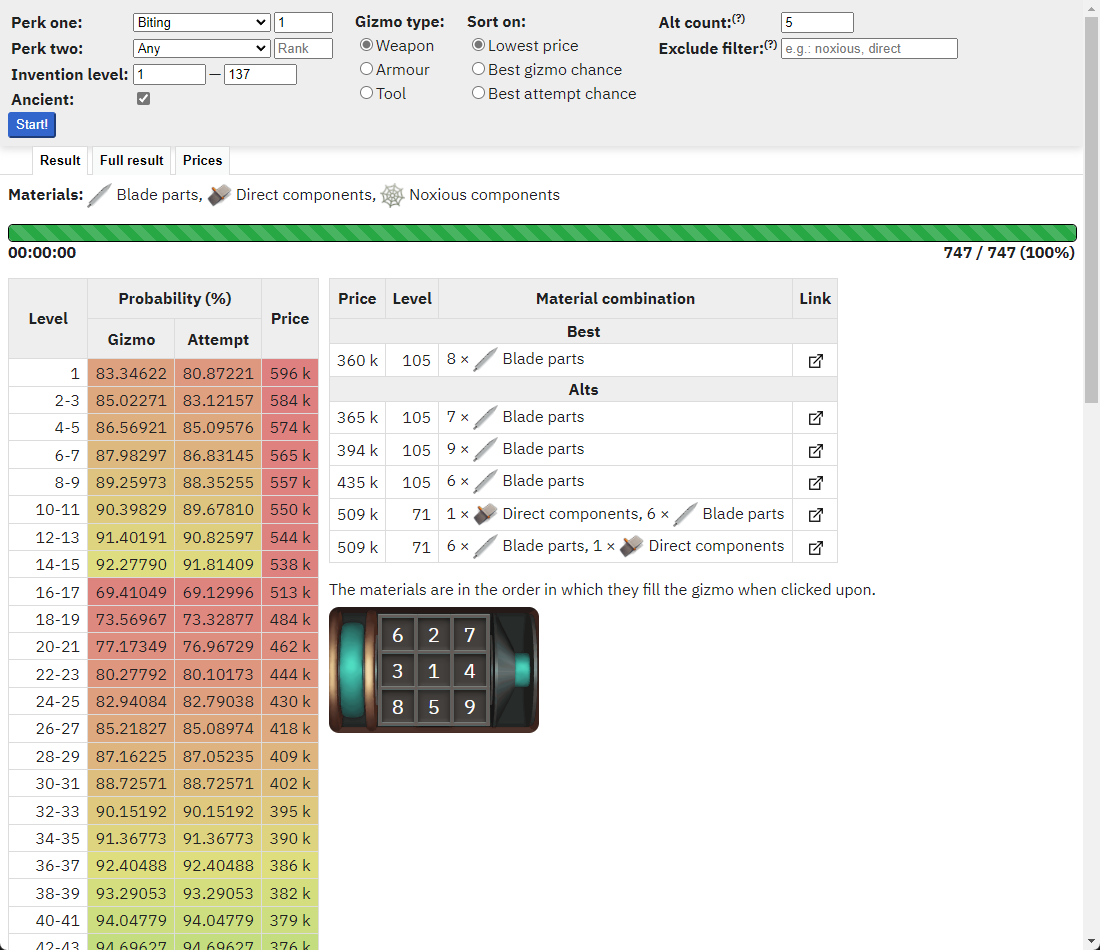 Perk one: Biting 1 Gizmo type: Sort on: Alt count:(?) 5
Perk two: Any Rank Weapon Lowest price Exclude filter:(?) e.g.: noxious, direct
Invention level: 1 — 137 Armour Best gizmo chance
Ancient: Tool Best attempt chance
Start!
Result Full result Prices
Materials: Blade parts, Direct components, Noxious components
00:00:00 747 / 747 (100%)
Level Probability (%) Price
Gizmo Attempt
1 83.34622 80.87221 596 k
2-3 85.02271 83.12157 584 k
4-5 86.56921 85.09576 574 k
6-7 87.98297 86.83145 565 k
8-9 89.25973 88.35255 557 k
10-11 90.39829 89.67810 550 k
12-13 91.40191 90.82597 544 k
14-15 92.27790 91.81409 538 k
16-17 69.41049 69.12996 513 k
18-19 73.56967 73.32877 484 k
20-21 77.17349 76.96729 462 k
22-23 80.27792 80.10173 444 k
24-25 82.94084 82.79038 430 k
26-27 85.21827 85.08974 418 k
28-29 87.16225 87.05235 409 k
30-31 88.72571 88.72571 402 k
32-33 90.15192 90.15192 395 k
34-35 91.36773 91.36773 390 k
36-37 92.40488 92.40488 386 k
38-39 93.29053 93.29053 382 k
40-41 94.04779 94.04779 379 k
42-43 94.69627 94.69627 376 k
Price Level Material combination Link
Best
360 k 105 8 × Blade parts
Alts
365 k 105 7 × Blade parts
394 k 105 9 × Blade parts
435 k 105 6 × Blade parts
509 k 71 1 × Direct components, 6 × Blade parts
509 k 71 6 × Blade parts, 1 × Direct components
The materials are in the order in which they fill the gizmo when clicked upon.
6 2 7
3 1 4
8 5 9